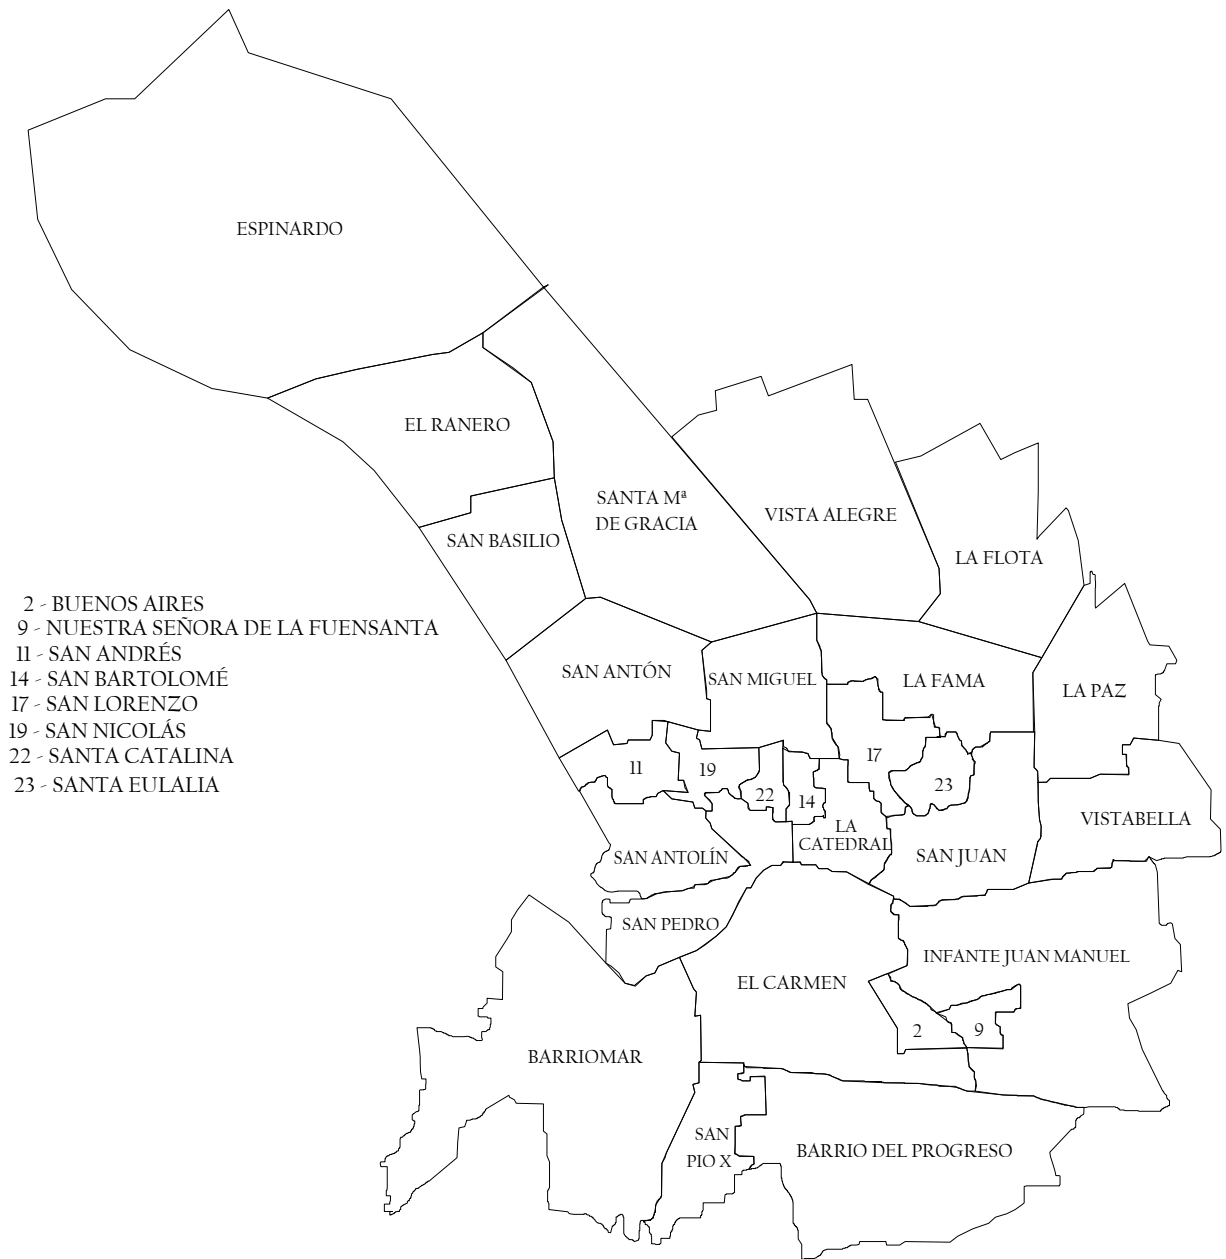 ESPINARDO
EL RANERO
SANTA Mª
DE GRACIA
VISTA ALEGRE
SAN BASILIO
LA FLOTA
2 - BUENOS AIRES
9 - NUESTRA SEÑORA DE LA FUENSANTA
11 - SAN ANDRÉS
14 - SAN BARTOLOMÉ
17 - SAN LORENZO
19 - SAN NICOLÁS
22 - SANTA CATALINA
23 - SANTA EULALIA
SAN ANTÓN
SAN MIGUEL
LA FAMA
LA PAZ
11
19
22
14
17
23
LA
CATEDRAL
VISTABELLA
SAN ANTOLÍN
SAN JUAN
SAN PEDRO
EL CARMEN
INFANTE JUAN MANUEL
2
9
BARRIOMAR
SAN
PIO X
BARRIO DEL PROGRESO